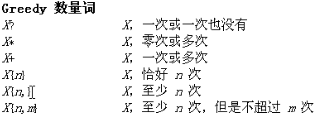 Greedy 数量词
X? X, 一次或一次也没有
X* X, 零次或多次
X+ X, 一次或多次
X{n} X, 恰好 n 次
X{n,} X, 至少 n 次
X{n,m} X, 至少 n 次, 但是不超过 m 次